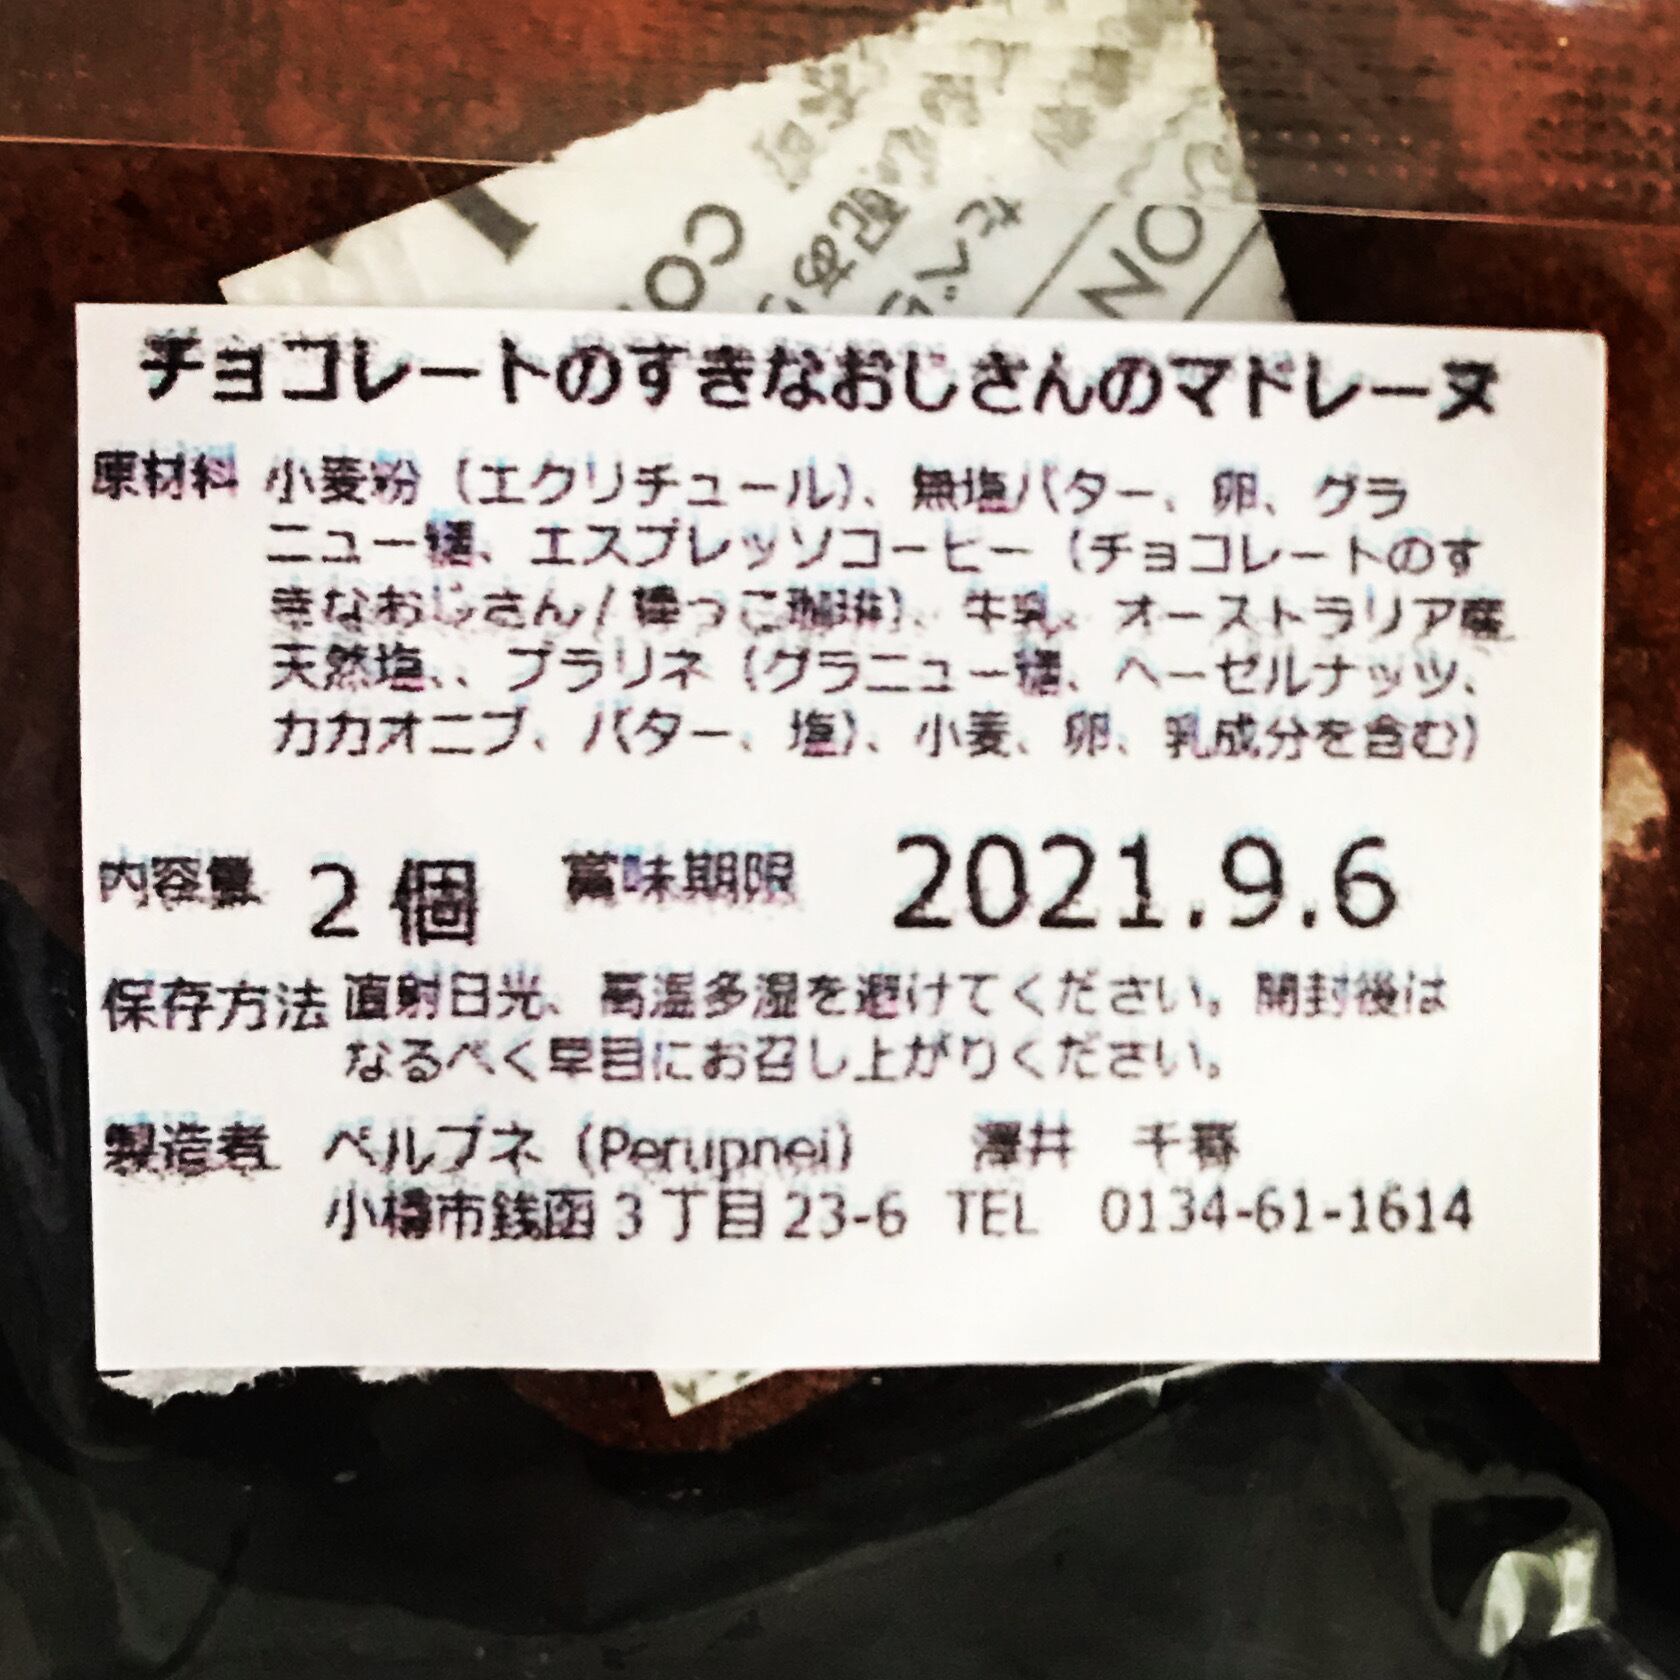 CO
ON
チョコレートのすきなおじさんのマドレーヌ
原材料 小麦粉（エクリチュール）、無塩バター、卵、グラ
ニュー糖、エスプレッソコーヒー（チョコレートのす
きなおじさん / 樽っこ珈琲）、牛乳、オーストラリア産
天然塩、、プラリネ（グラニュー糖、ヘーゼルナッツ、
カカオニブ、バター、塩）、小麦、卵、乳成分を含む）
内容量 2個 賞味期限 2021.9.6
保存方法 直射日光、高温多湿を避けてください。開封後は
なるべく早目にお召し上がりください。
製造者 ペルプネ（Perupnei） 澤井 千春
小樽市銭函3丁目23-6 TEL 0134-61-1614